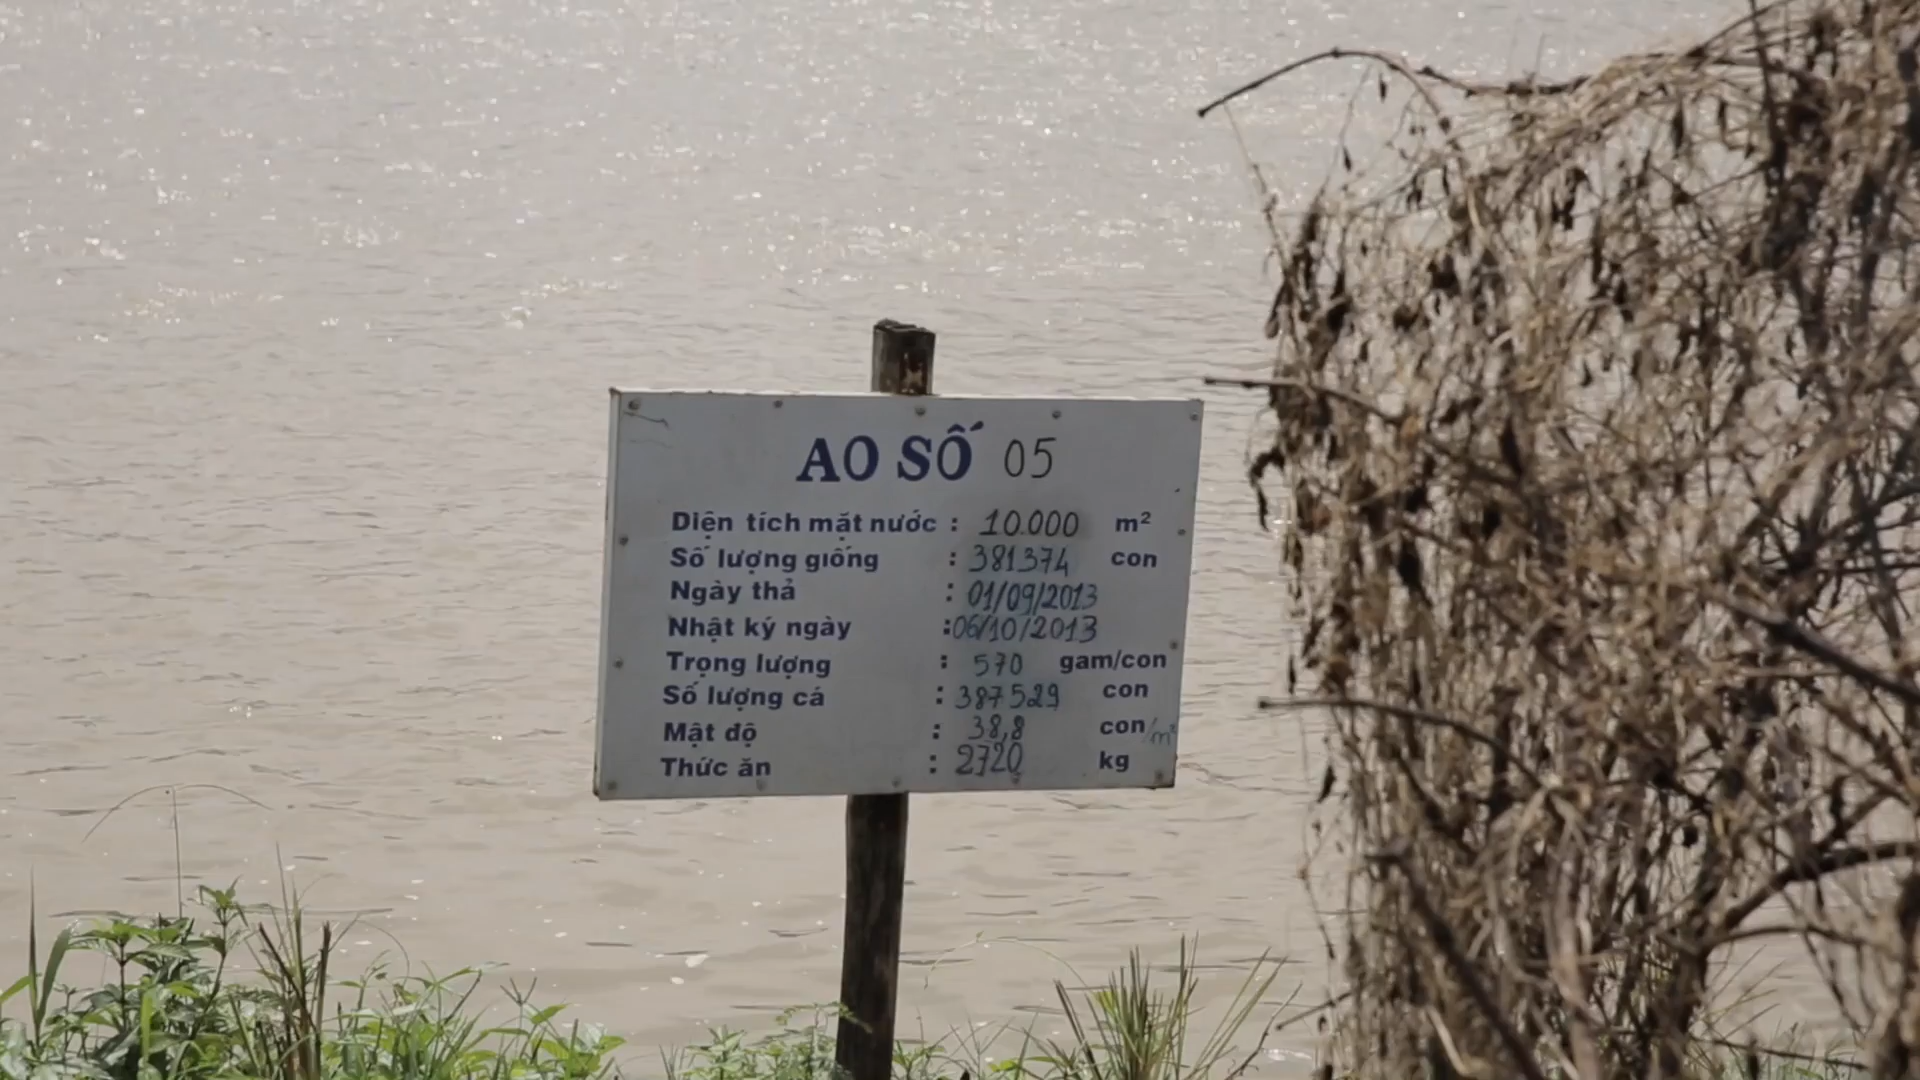 AO SỐ 05
Diện tích mặt nước : 10.000 m²
Số lượng giống : 381374 con
Ngày thả : 01/09/2013
Nhật ký ngày : 06/10/2013
Trọng lượng : 570 gam/con
Số lượng cá : 387529 con
Mật độ : 38,8 con/m²
Thức ăn : 2720 kg